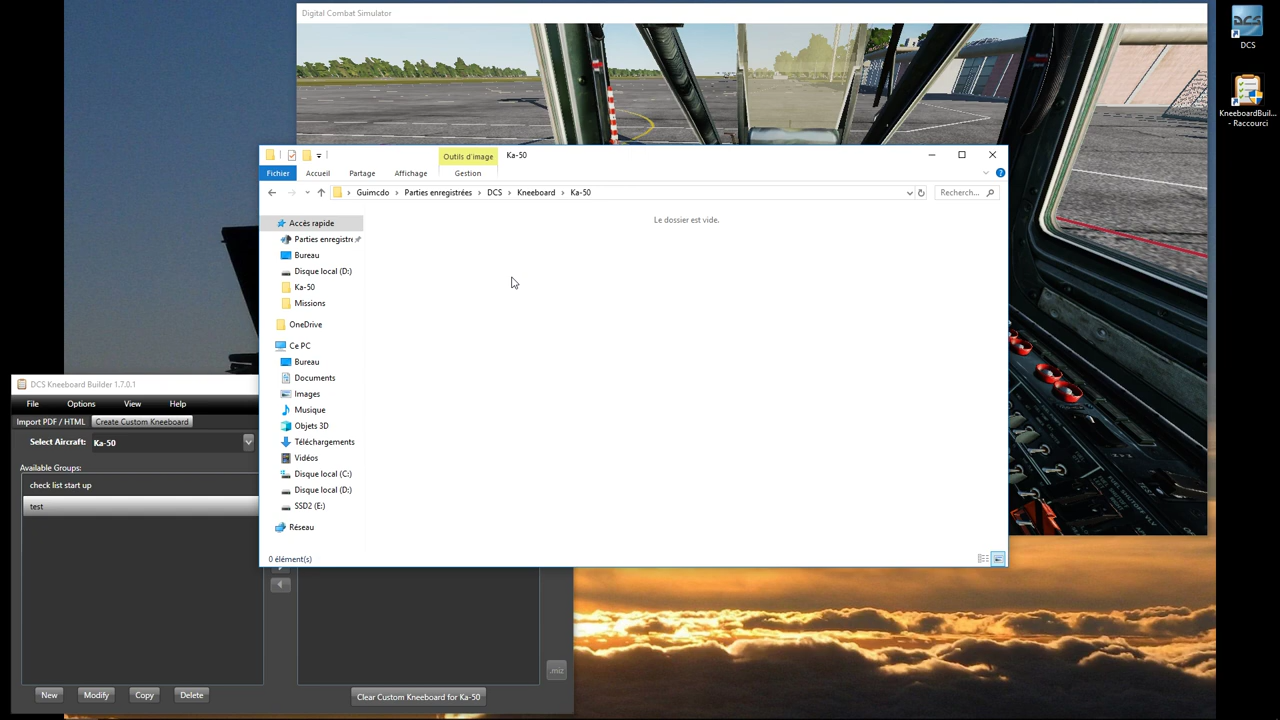 Digital Combat Simulator
DCS
KneeboardBuil...
- Raccourci
Outils d'image
Ka-50
Fichier
Accueil
Partage
Affichage
Gestion
Guimcdo > Parties enregistrées > DCS > Kneeboard > Ka-50
Recherch...
Le dossier est vide.
Accès rapide
Parties enregistre
Bureau
Disque local (D:)
Ka-50
Missions
OneDrive
Ce PC
Bureau
Documents
Images
Musique
Objets 3D
Téléchargements
Vidéos
Disque local (C:)
Disque local (D:)
SSD2 (E:)
Réseau
0 élément(s)
DCS Kneeboard Builder 1.7.0.1
File
Options
View
Help
Import PDF / HTML
Create Custom Kneeboard
Select Aircraft:
Ka-50
Available Groups:
check list start up
test
.miz
New
Modify
Copy
Delete
Clear Custom Kneeboard for Ka-50